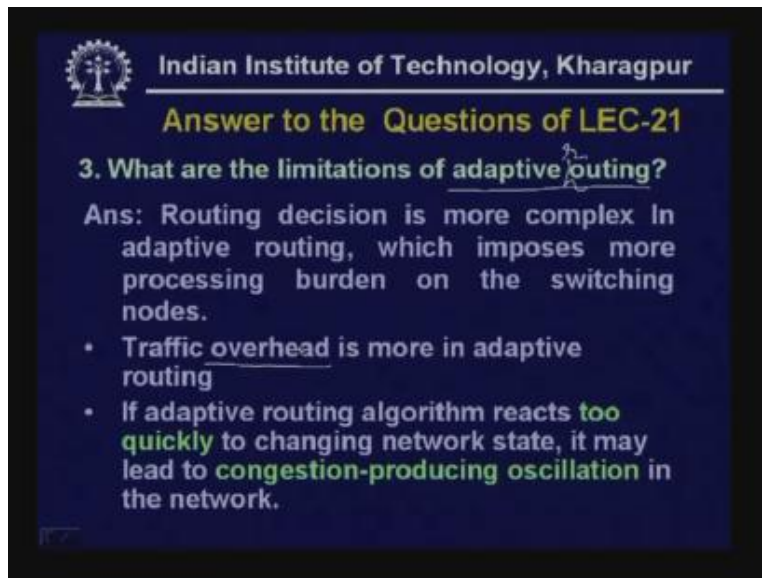 Indian Institute of Technology, Kharagpur
Answer to the Questions of LEC-21
3. What are the limitations of adaptive outing?
Ans: Routing decision is more complex In
adaptive routing, which imposes more
processing burden on the switching
nodes.
• Traffic overhead is more in adaptive
routing
• If adaptive routing algorithm reacts too
quickly to changing network state, it may
lead to congestion-producing oscillation in
the network.